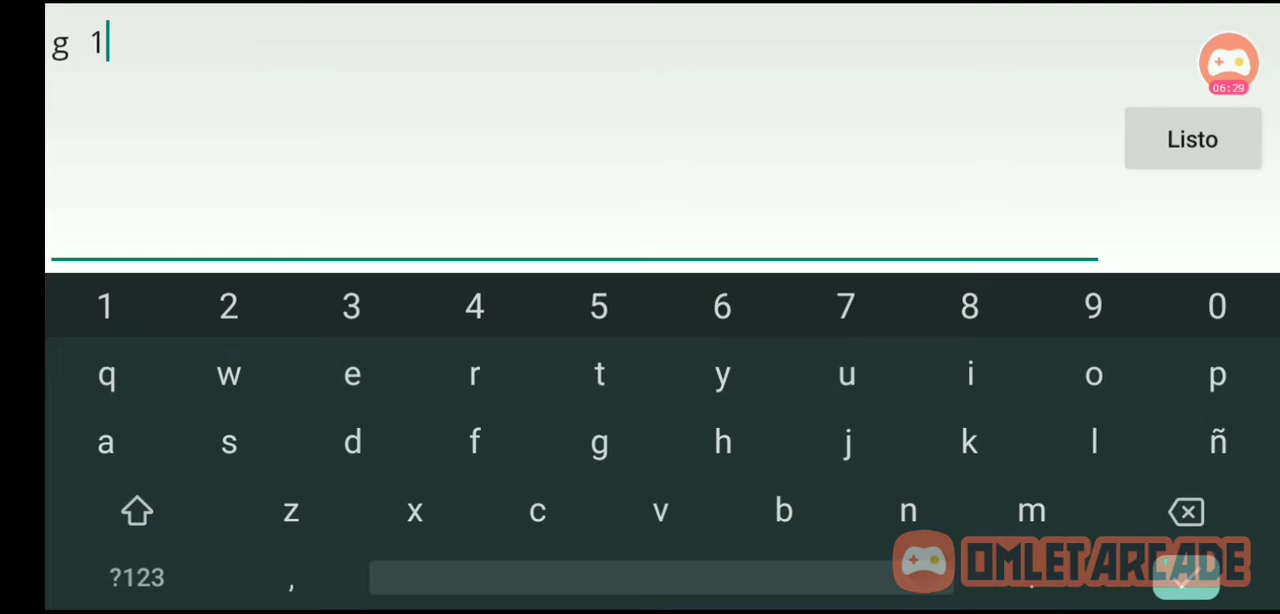 g 1
06:29
Listo
1 2 3 4 5 6 7 8 9 0
q w e r t y u i o p
a s d f g h j k l ñ
z x c v b n m
?123 , .
OMLET ARCADE